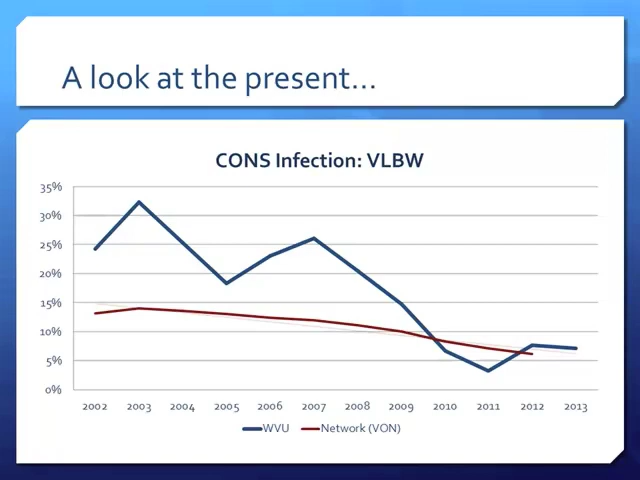 A look at the present...
CONS Infection: VLBW
35%
30%
25%
20%
15%
10%
5%
0%
2002 2003 2004 2005 2006 2007 2008 2009 2010 2011 2012 2013
WVU Network (VON)